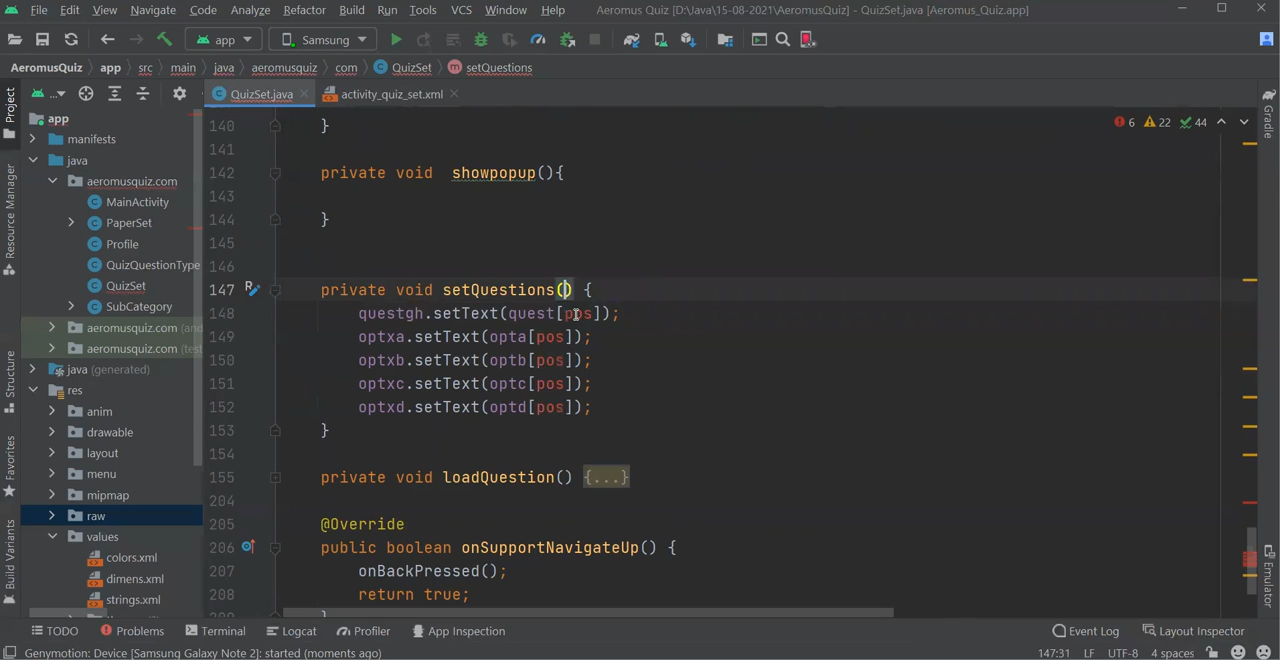 File Edit View Navigate Code Analyze Refactor Build Run Tools VCS Window Help Aeromus Quiz [D:\Java\15-08-2021\AeromusQuiz] - QuizSet.java [Aeromus_Quiz.app]
app Samsung
AeromusQuiz app src main java aeromusquiz com QuizSet setQuestions
QuizSet.java activity_quiz_set.xml
6 22 44
Project
Resource Manager
Structure
Favorites
Build Variants
app
manifests
java
aeromusquiz.com
MainActivity
PaperSet
Profile
QuizQuestionType
QuizSet
SubCategory
aeromusquiz.com (and
aeromusquiz.com (test
java (generated)
res
anim
drawable
layout
menu
mipmap
raw
values
colors.xml
dimens.xml
strings.xml
140 }
141
142 private void showpopup(){
143
144 }
145
146
147 private void setQuestions() {
148 questgh.setText(quest[pos]);
149 optxa.setText(opta[pos]);
150 optxb.setText(optb[pos]);
151 optxc.setText(optc[pos]);
152 optxd.setText(optd[pos]);
153 }
154
155 private void loadQuestion() {...}
204
205 @Override
206 public boolean onSupportNavigateUp() {
207 onBackPressed();
208 return true;
Gradle
Emulator
TODO Problems Terminal Logcat Profiler App Inspection Event Log Layout Inspector
Genymotion: Device [Samsung Galaxy Note 2]: started (moments ago) 147:31 LF UTF-8 4 spaces